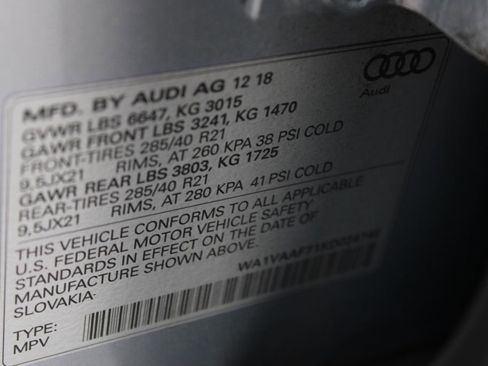 MFD. BY AUDI AG 12 18
GVWR LBS 6647, KG 3015
GAWR FRONT LBS 3241, KG 1470
FRONT-TIRES 285/40 R21
9,5JX21 RIMS, AT 260 KPA 38 PSI COLD
GAWR REAR LBS 3803, KG 1725
REAR-TIRES 285/40 R21
9,5JX21 RIMS, AT 280 KPA 41 PSI COLD
THIS VEHICLE CONFORMS TO ALL APPLICABLE
U.S. FEDERAL MOTOR VEHICLE SAFETY
STANDARDS IN EFFECT ON THE DATE OF
MANUFACTURE SHOWN ABOVE.
SLOVAKIA
TYPE:
MPV
Audi